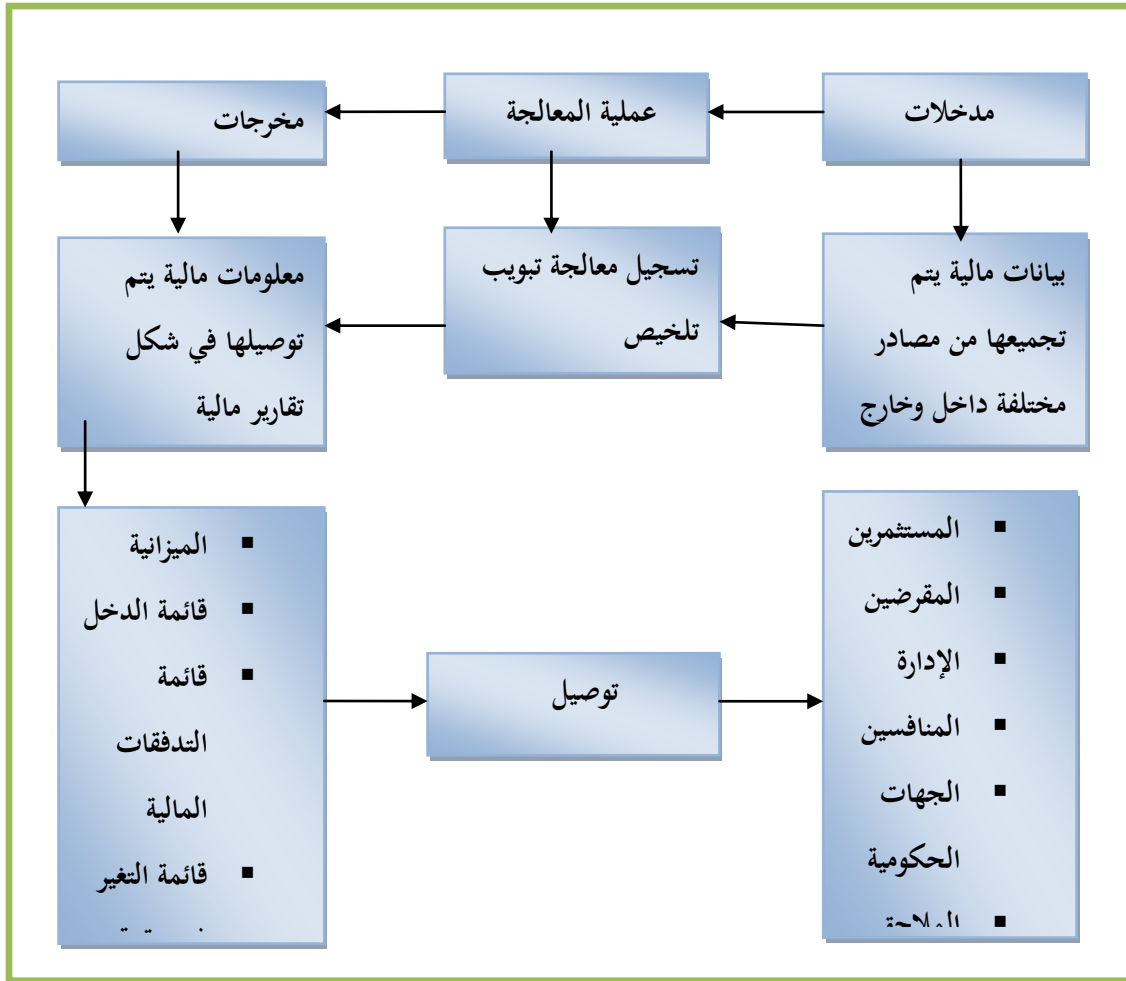 مدخلات
عملية المعالجة
مخرجات
بيانات مالية يتم
تجميعها من مصادر
مختلفة داخل وخارج
تسجيل معالجة تبويب
تلخيص
معلومات مالية يتم
توصيلها في شكل
تقارير مالية
المستثمرين
المقرضين
الإدارة
المنافسين
الجهات
الحكومية
توصيل
الميزانية
قائمة الدخل
قائمة
التدفقات
المالية
قائمة التغير